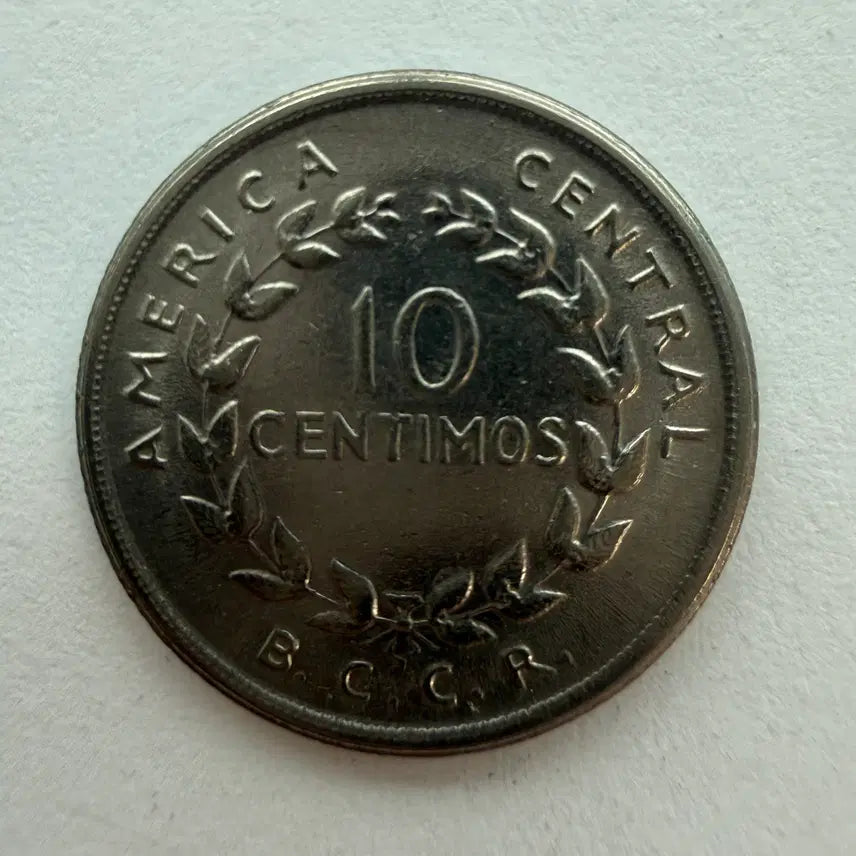 AMERICA CENTRAL
10
CENTIMOS
B. C. C. R.